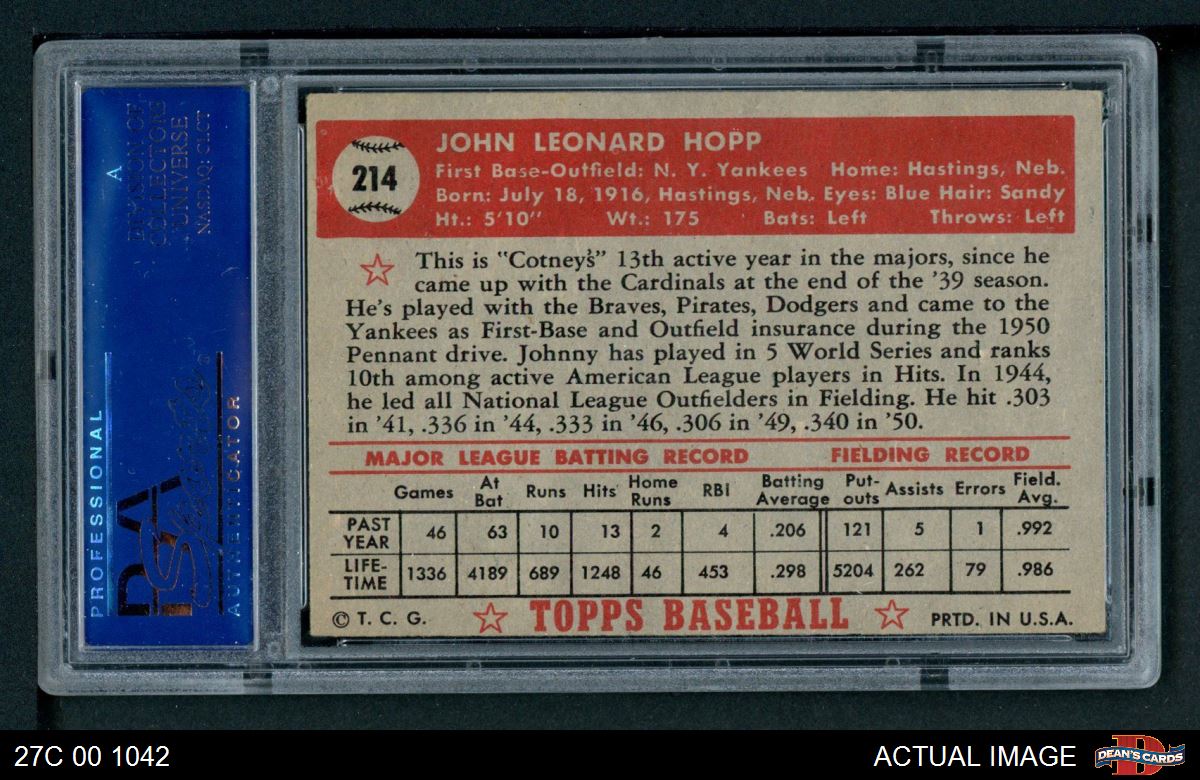 A
DIVISION OF
COLLECTORS
UNIVERSE
NASDAQ: CLCT
PROFESSIONAL
PSA
AUTHENTICATOR
214
JOHN LEONARD HOPP
First Base-Outfield: N. Y. Yankees Home: Hastings, Neb.
Born: July 18, 1916, Hastings, Neb. Eyes: Blue Hair: Sandy
Ht.: 5'10" Wt.: 175 Bats: Left Throws: Left
This is "Cotney's" 13th active year in the majors, since he
came up with the Cardinals at the end of the '39 season.
He's played with the Braves, Pirates, Dodgers and came to the
Yankees as First-Base and Outfield insurance during the 1950
Pennant drive. Johnny has played in 5 World Series and ranks
10th among active American League players in Hits. In 1944,
he led all National League Outfielders in Fielding. He hit .303
in '41, .336 in '44, .333 in '46, .306 in '49, .340 in '50.
MAJOR LEAGUE BATTING RECORD FIELDING RECORD
Games At Bat Runs Hits Home Runs RBI Batting Average Put-outs Assists Errors Field. Avg.
PAST YEAR 46 63 10 13 2 4 .206 121 5 1 .992
LIFE-TIME 1336 4189 689 1248 46 453 .298 5204 262 79 .986
© T. C. G. TOPPS BASEBALL PRTD. IN U.S.A.
27C 00 1042 ACTUAL IMAGE DEAN'S CARDS